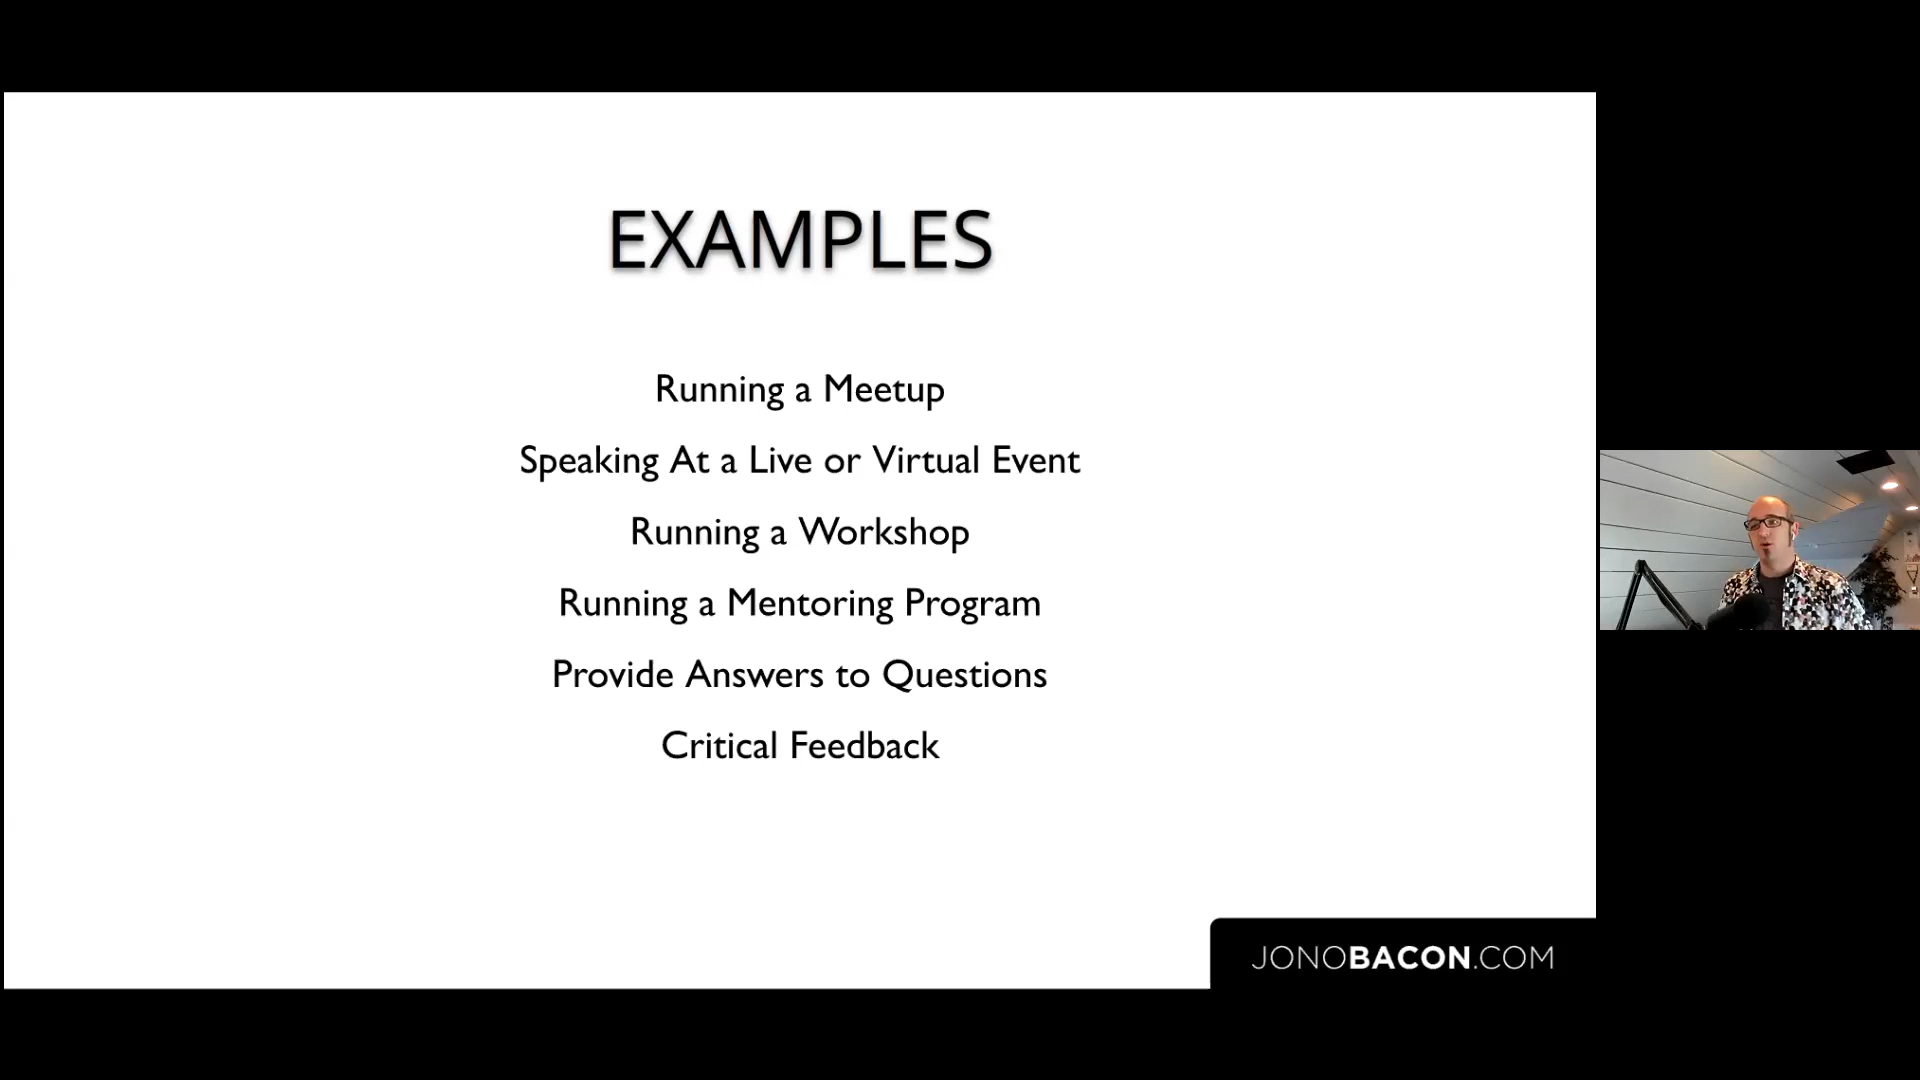 EXAMPLES
Running a Meetup
Speaking At a Live or Virtual Event
Running a Workshop
Running a Mentoring Program
Provide Answers to Questions
Critical Feedback
JONOBACON.COM